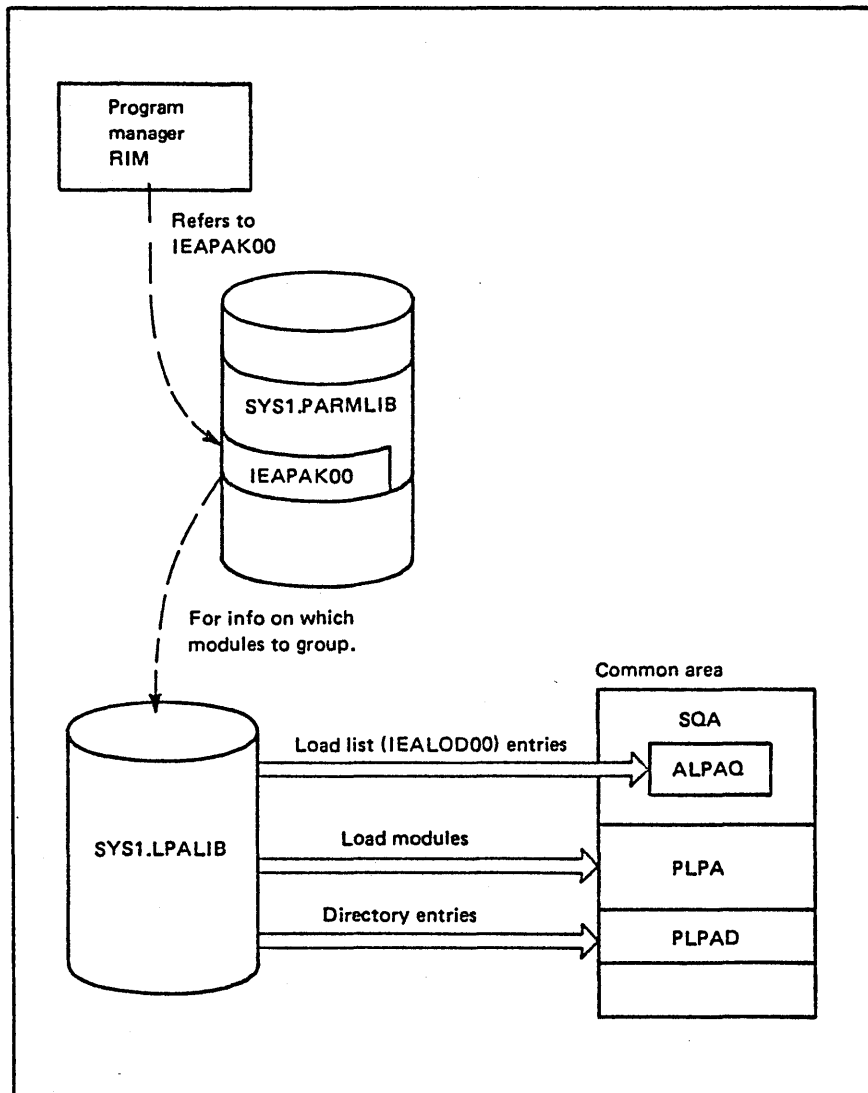 Program
manager
RIM
Refers to
IEAPAK00
SYS1.PARMLIB
IEAPAK00
For info on which
modules to group.
Common area
SQA
Load list (IEALOD00) entries
ALPAQ
SYS1.LPALIB
Load modules
PLPA
Directory entries
PLPAD